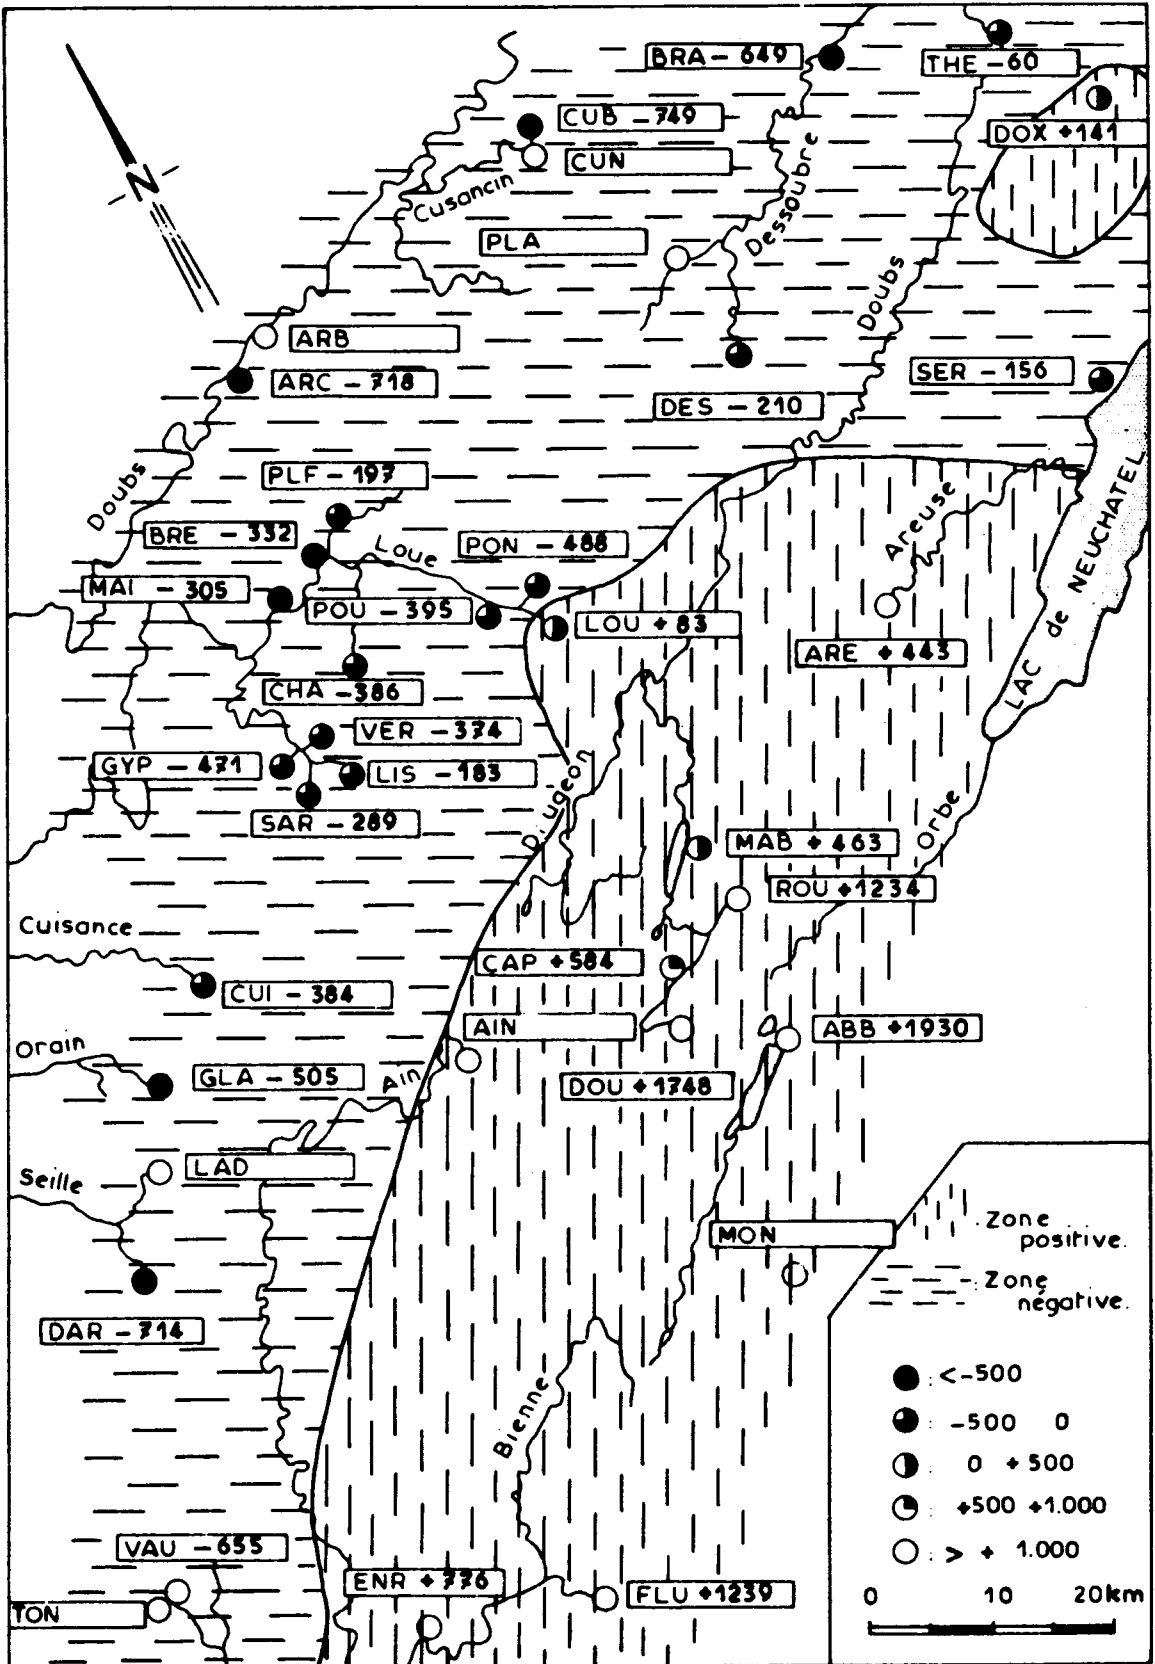 BRA - 649
THE - 60
CUB - 749
DOX + 141
CUN
Cusancin
Dessoubre
PLA
Doubs
ARB
SER - 156
ARC - 718
DES - 210
N
Doubs
PLF - 197
Areuse
BRE - 332
Loue
PON - 488
LAC de NEUCHATEL
MAI - 305
POU - 395
LOU + 83
ARE + 443
CHA - 386
VER - 374
GYP - 471
LIS - 183
Drugeon
SAR - 289
Orbe
MAB + 463
ROU + 1234
Cuisance
CAP + 584
CUI - 384
AIN
ABB + 1930
Orain
GLA - 505
Ain
DOU + 1748
Seille
LAD
MON
Zone positive.
Zone négative.
DAR - 714
: < -500
: -500 0
: 0 + 500
: +500 +1.000
: > + 1.000
Bienne
VAU - 655
ENR + 776
FLU + 1239
TON
0 10 20km